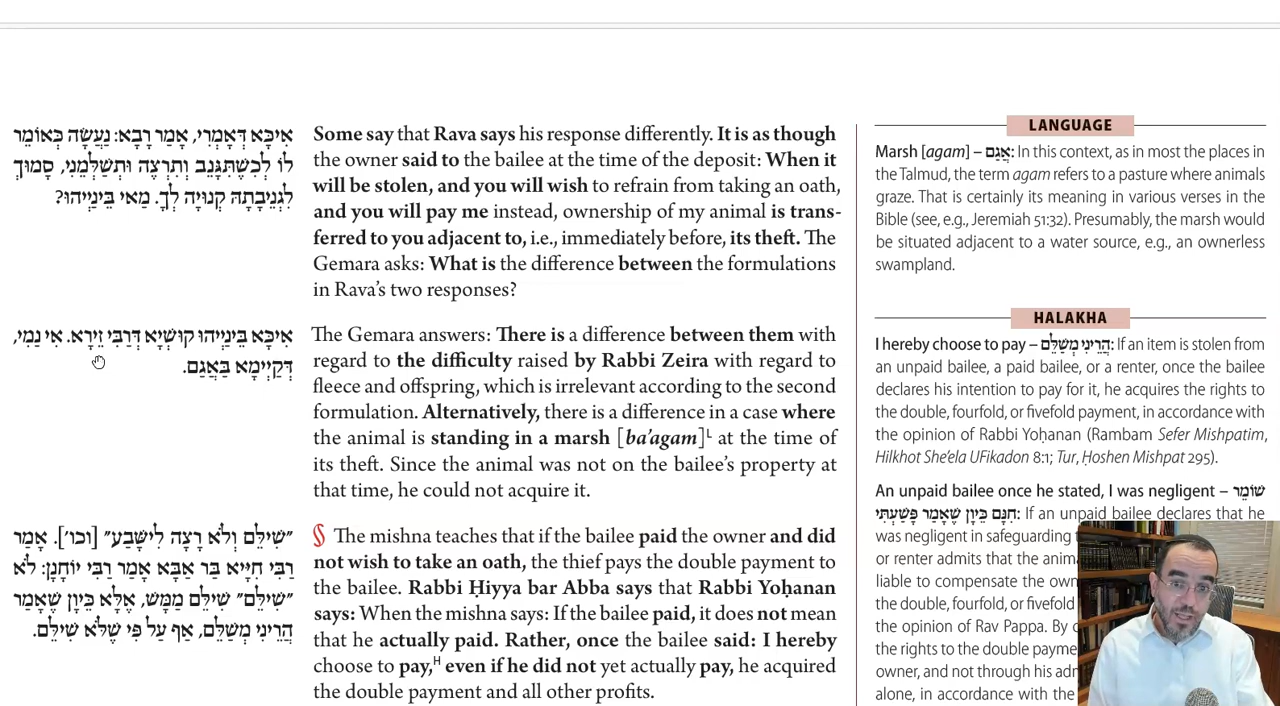 אִיכָּא דְּאָמְרִי, אָמַר רָבָא: נַעֲשָׂה כְּאוֹמֵר
לוֹ לִכְשֶׁתִּגָּנֵב וְתִרְצֶה וּתְשַׁלְּמֵנִי, סָמוּךְ
לִגְנֵיבָתָהּ קְנוּיָה לָךְ. מַאי בֵּינַיְיהוּ?
אִיכָּא בֵּינַיְיהוּ קוּשְׁיָא דְּרַבִּי זֵירָא. אִי נַמִי,
דְּקַיְימָא בַּאֲגַם.
״שִׁילֵּם וְלֹא רָצָה לִישָּׁבַע״ [וכו׳]. אָמַר
רַבִּי חִיָּיא בַּר אַבָּא אָמַר רַבִּי יוֹחָנָן: לֹא
״שִׁילֵּם״ שִׁילֵּם מַמָּשׁ, אֶלָּא כֵּיוָן שֶׁאָמַר
הֲרֵינִי מְשַׁלֵּם, אַף עַל פִּי שֶׁלֹּא שִׁילֵּם.
Some say that Rava says his response differently. It is as though
the owner said to the bailee at the time of the deposit: When it
will be stolen, and you will wish to refrain from taking an oath,
and you will pay me instead, ownership of my animal is trans-
ferred to you adjacent to, i.e., immediately before, its theft. The
Gemara asks: What is the difference between the formulations
in Rava's two responses?
The Gemara answers: There is a difference between them with
regard to the difficulty raised by Rabbi Zeira with regard to
fleece and offspring, which is irrelevant according to the second
formulation. Alternatively, there is a difference in a case where
the animal is standing in a marsh [ba'agam]ᴸ at the time of
its theft. Since the animal was not on the bailee's property at
that time, he could not acquire it.
§ The mishna teaches that if the bailee paid the owner and did
not wish to take an oath, the thief pays the double payment to
the bailee. Rabbi Ḥiyya bar Abba says that Rabbi Yoḥanan
says: When the mishna says: If the bailee paid, it does not mean
that he actually paid. Rather, once the bailee said: I hereby
choose to pay,ᴴ even if he did not yet actually pay, he acquired
the double payment and all other profits.
LANGUAGE
Marsh [agam] – אֲגַם: In this context, as in most the places in
the Talmud, the term agam refers to a pasture where animals
graze. That is certainly its meaning in various verses in the
Bible (see, e.g., Jeremiah 51:32). Presumably, the marsh would
be situated adjacent to a water source, e.g., an ownerless
swampland.
HALAKHA
I hereby choose to pay – הֲרֵינִי מְשַׁלֵּם: If an item is stolen from
an unpaid bailee, a paid bailee, or a renter, once the bailee
declares his intention to pay for it, he acquires the rights to
the double, fourfold, or fivefold payment, in accordance with
the opinion of Rabbi Yoḥanan (Rambam Sefer Mishpatim,
Hilkhot She'ela UFikadon 8:1; Tur, Ḥoshen Mishpat 295).
An unpaid bailee once he stated, I was negligent – שׁוֹמֵר
חִנָּם כֵּיוָן שֶׁאָמַר פָּשַׁעְתִּי: If an unpaid bailee declares that he
was negligent in safeguarding
or renter admits that the anim
liable to compensate the own
the double, fourfold, or fivefold
the opinion of Rav Pappa. By
the rights to the double payme
owner, and not through his adm
alone, in accordance with the